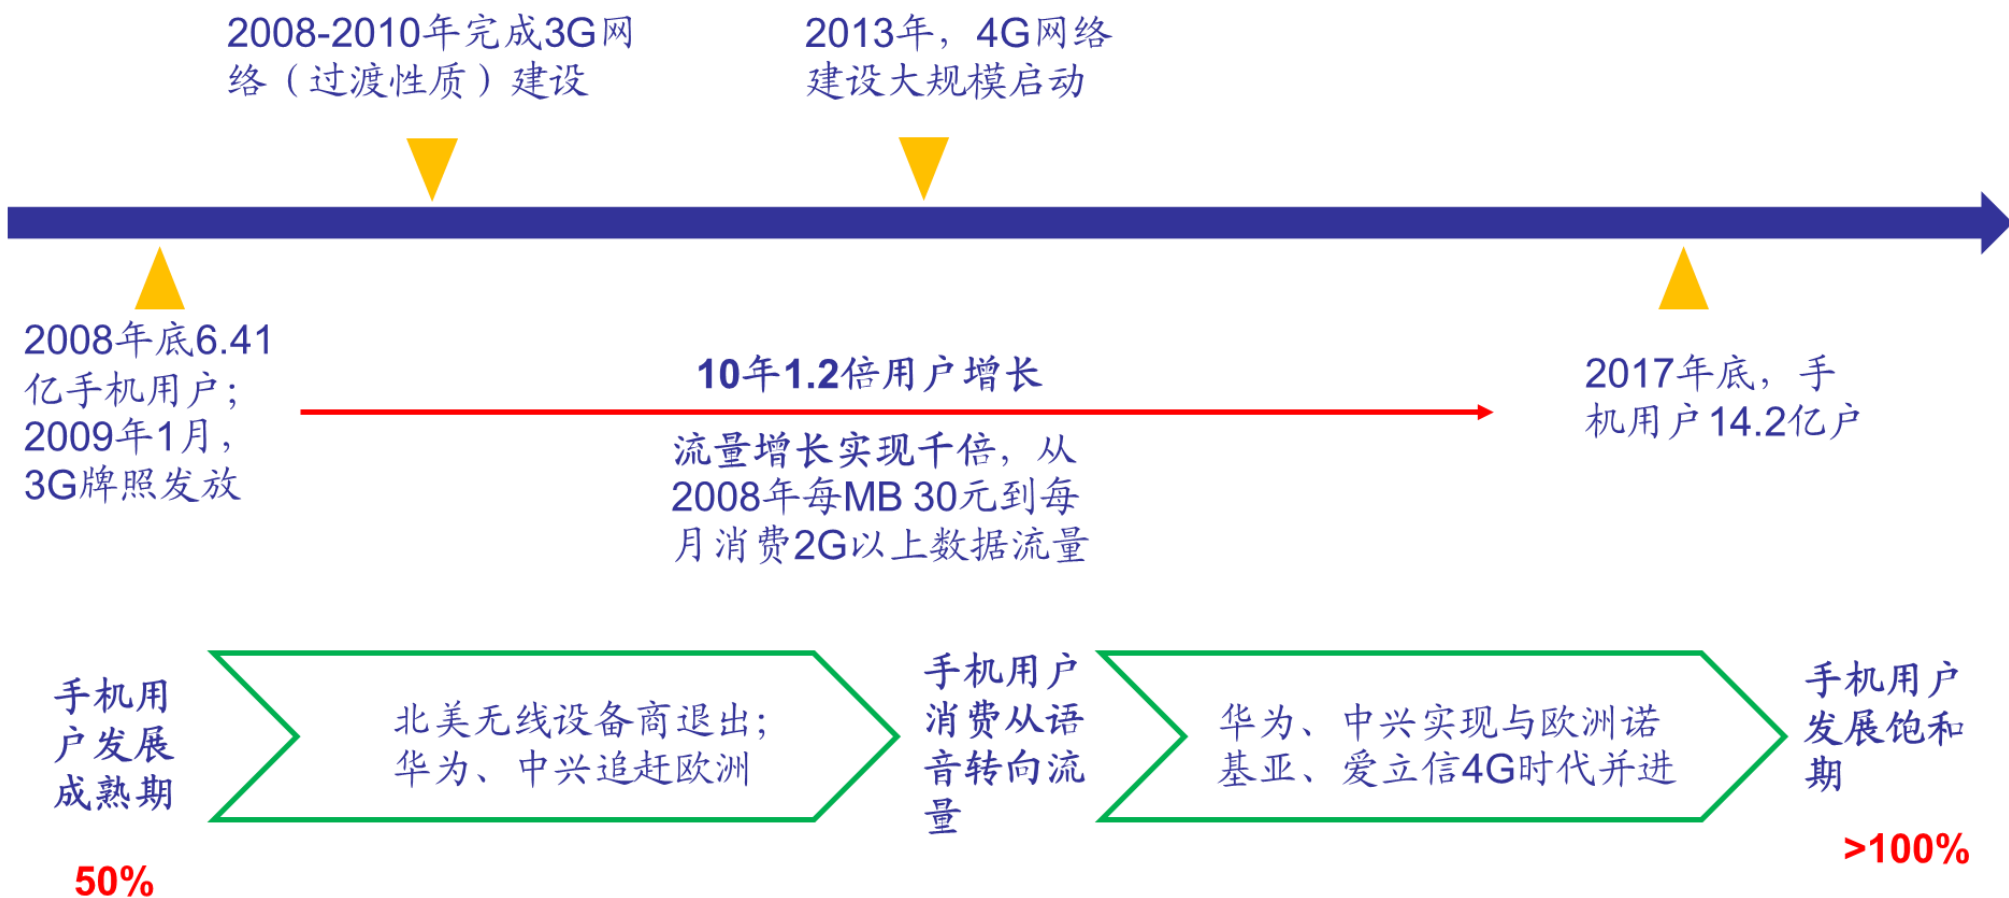 2008-2010年完成3G网
络（过渡性质）建设
2013年，4G网络
建设大规模启动
2008年底6.41
亿手机用户；
2009年1月，
3G牌照发放
10年1.2倍用户增长
流量增长实现千倍，从
2008年每MB 30元到每
月消费2G以上数据流量
2017年底，手
机用户14.2亿户
手机用
户发展
成熟期
50%
北美无线设备商退出；
华为、中兴追赶欧洲
手机用户
消费从语
音转向流
量
华为、中兴实现与欧洲诺
基亚、爱立信4G时代并进
手机用户
发展饱和
期
>100%